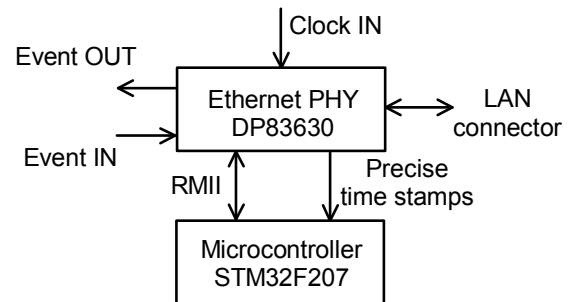 Clock IN
Event OUT
Ethernet PHY
DP83630
LAN
connector
Event IN
RMII
Precise
time stamps
Microcontroller
STM32F207